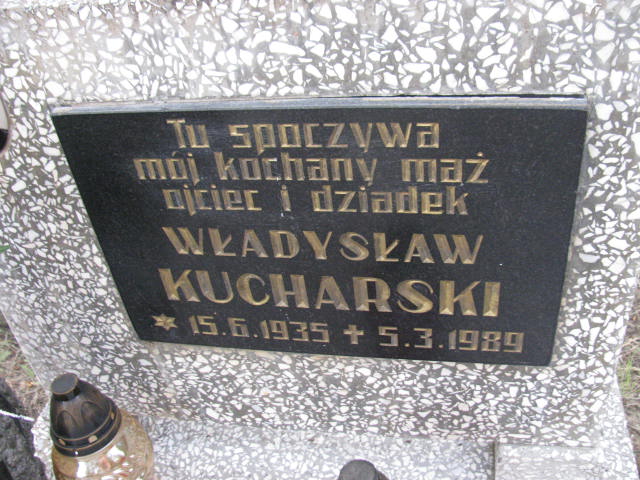 Tu spoczywa
mój kochany mąż
ojciec i dziadek
WŁADYSŁAW
KUCHARSKI
* 15.6.1935 ✝ 5.3.1989